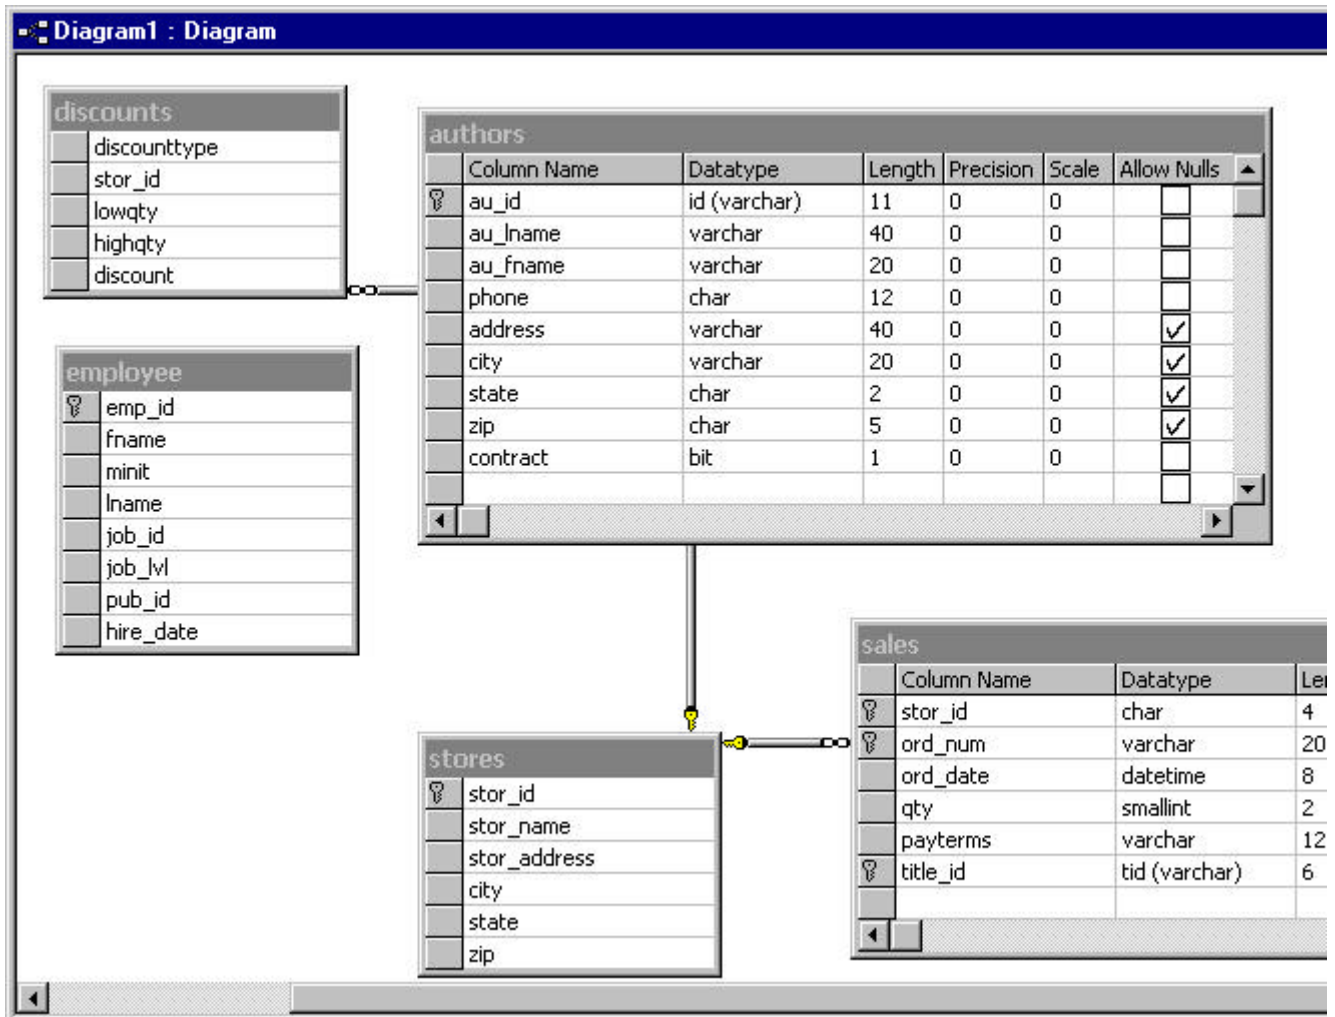 Diagram1 : Diagram
discounts
discounttype
stor_id
lowqty
highqty
discount
authors
Column Name Datatype Length Precision Scale Allow Nulls
au_id id (varchar) 11 0 0
au_lname varchar 40 0 0
au_fname varchar 20 0 0
phone char 12 0 0
address varchar 40 0 0
city varchar 20 0 0
state char 2 0 0
zip char 5 0 0
contract bit 1 0 0
employee
emp_id
fname
minit
lname
job_id
job_lvl
pub_id
hire_date
stores
stor_id
stor_name
stor_address
city
state
zip
sales
Column Name Datatype Ler
stor_id char 4
ord_num varchar 20
ord_date datetime 8
qty smallint 2
payterms varchar 12
title_id tid (varchar) 6